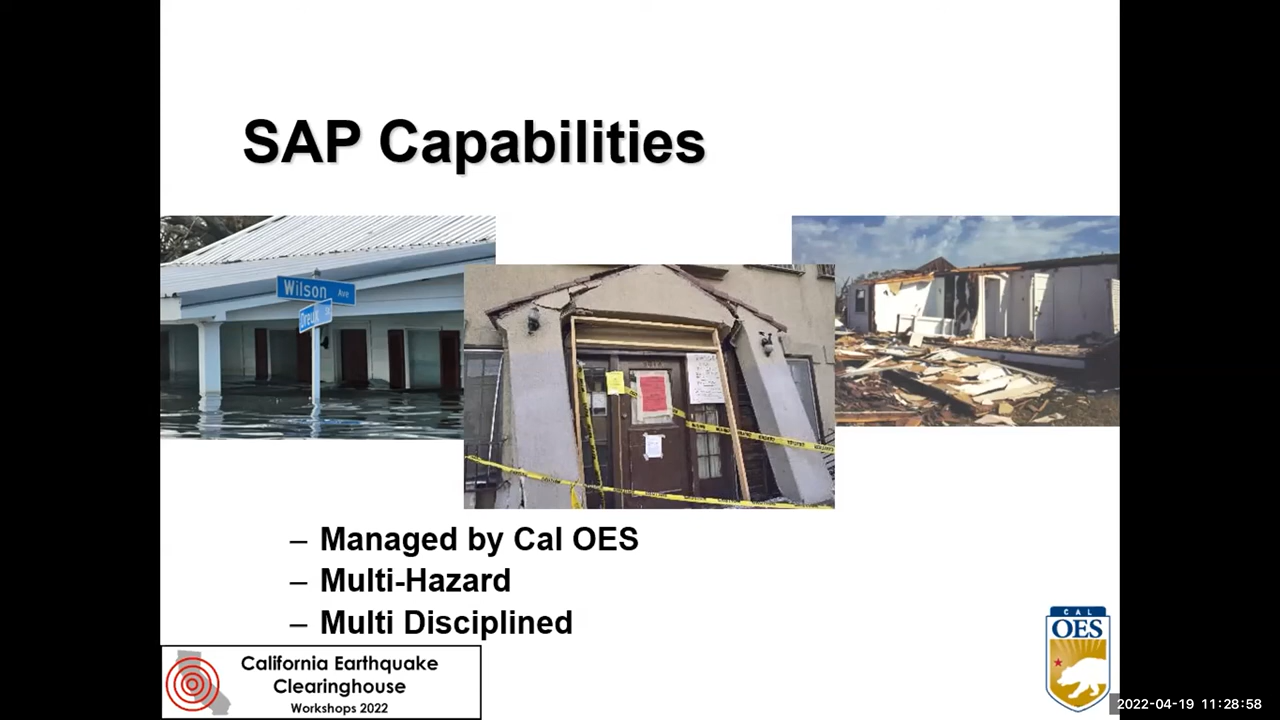 SAP Capabilities
Wilson Ave
Dreux
– Managed by Cal OES
– Multi-Hazard
– Multi Disciplined
California Earthquake
Clearinghouse
Workshops 2022
CAL
OES
2022-04-19 11:28:58